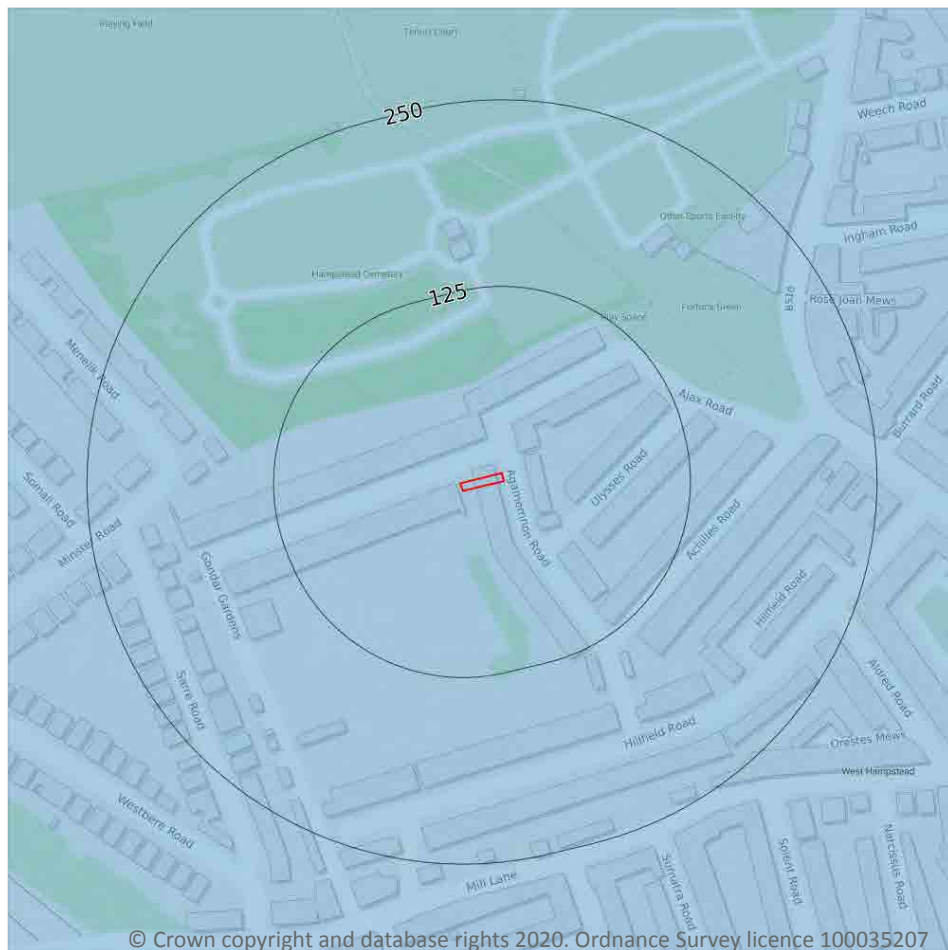 Playing Field
Tennis Court
250
Weech Road
Other Sports Facility
Ingham Road
Hampstead Cemetery
125
B510
Rose Joan Mews
Play Space
Fortune Green
Menelik Road
Ajax Road
Burrard Road
Somali Road
Ulysses Road
Agamemnon Road
Achilles Road
Minster Road
Gondar Gardens
Hillfield Road
Sarre Road
Aldred Road
Hillfield Road
Orestes Mews
West Hampstead
Westbere Road
Solent Road
Narcissus Road
Sumatra Road
Mill Lane
© Crown copyright and database rights 2020. Ordnance Survey licence 100035207